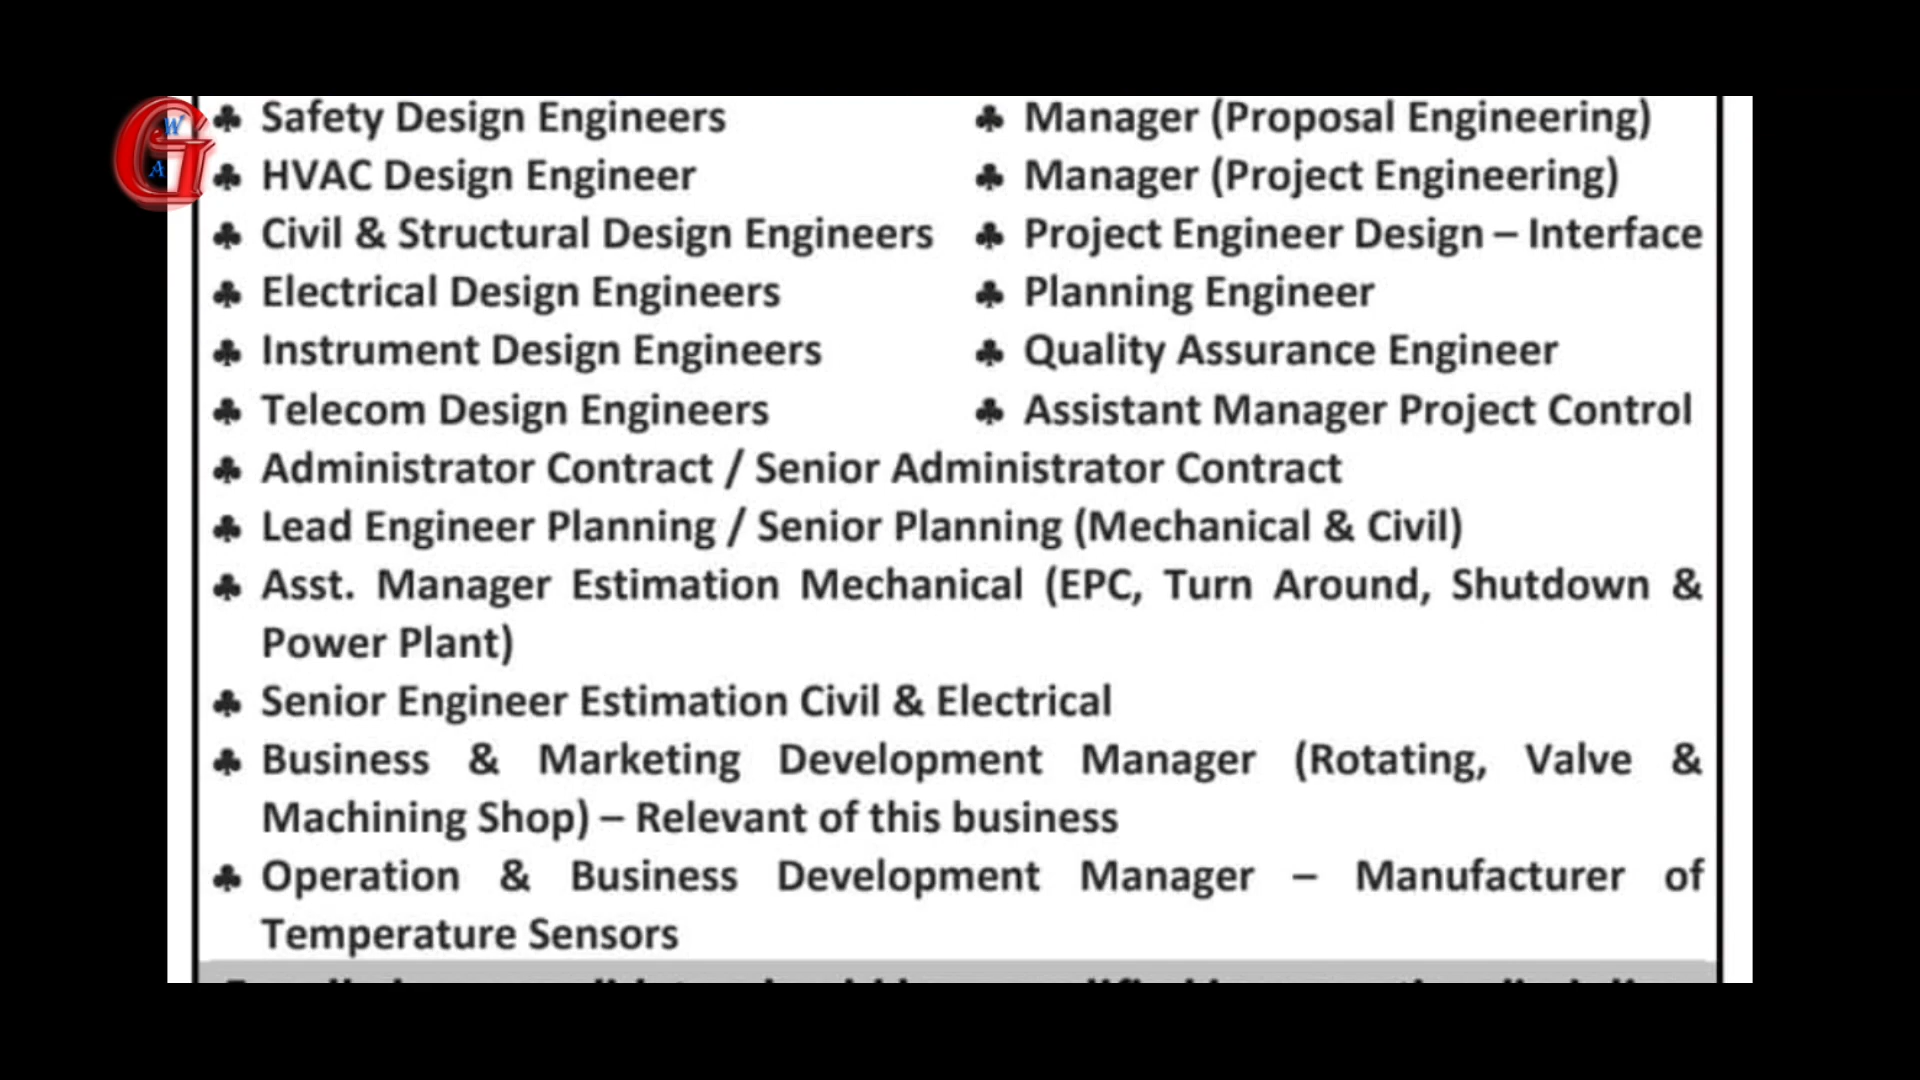 G
W
A
♣ Safety Design Engineers ♣ Manager (Proposal Engineering)
♣ HVAC Design Engineer ♣ Manager (Project Engineering)
♣ Civil & Structural Design Engineers ♣ Project Engineer Design – Interface
♣ Electrical Design Engineers ♣ Planning Engineer
♣ Instrument Design Engineers ♣ Quality Assurance Engineer
♣ Telecom Design Engineers ♣ Assistant Manager Project Control
♣ Administrator Contract / Senior Administrator Contract
♣ Lead Engineer Planning / Senior Planning (Mechanical & Civil)
♣ Asst. Manager Estimation Mechanical (EPC, Turn Around, Shutdown &
Power Plant)
♣ Senior Engineer Estimation Civil & Electrical
♣ Business & Marketing Development Manager (Rotating, Valve &
Machining Shop) – Relevant of this business
♣ Operation & Business Development Manager – Manufacturer of
Temperature Sensors